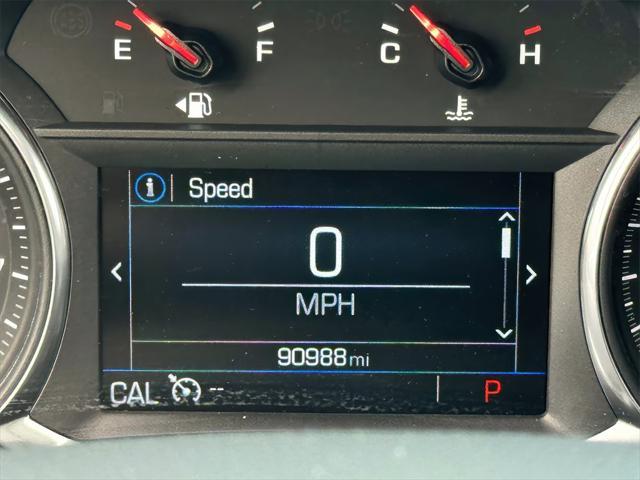 E F C H
Speed
0
MPH
90988 mi
CAL -- P